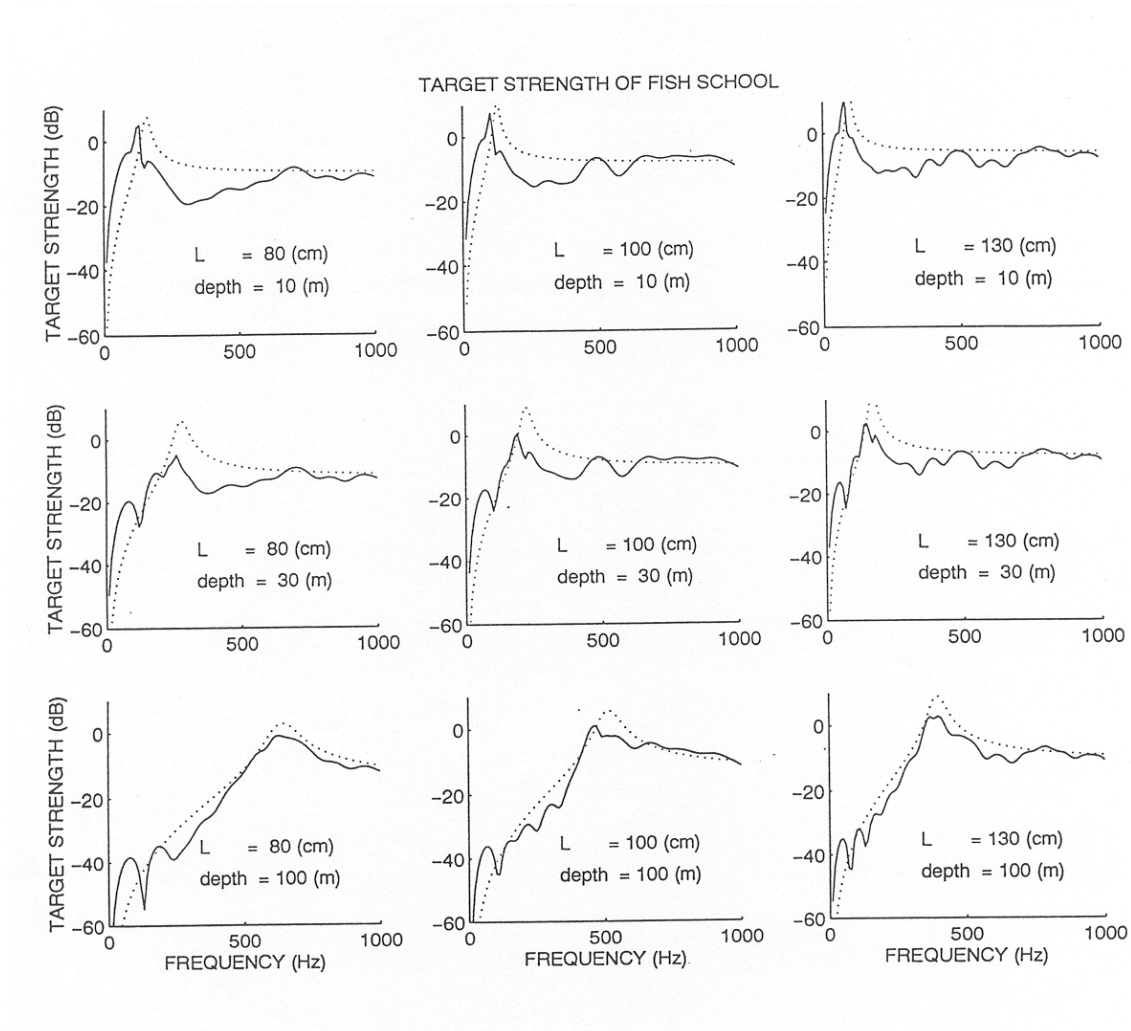 TARGET STRENGTH OF FISH SCHOOL
TARGET STRENGTH (dB)
0
−20
−40
−60
L = 80 (cm)
depth = 10 (m)
0 500 1000
0
−20
−40
−60
L = 100 (cm)
depth = 10 (m)
0 500 1000
0
−20
−40
−60
L = 130 (cm)
depth = 10 (m)
0 500 1000
TARGET STRENGTH (dB)
0
−20
−40
−60
L = 80 (cm)
depth = 30 (m)
0 500 1000
0
−20
−40
−60
L = 100 (cm)
depth = 30 (m)
0 500 1000
0
−20
−40
−60
L = 130 (cm)
depth = 30 (m)
0 500 1000
TARGET STRENGTH (dB)
0
−20
−40
−60
L = 80 (cm)
depth = 100 (m)
0 500 1000
FREQUENCY (Hz)
0
−20
−40
−60
L = 100 (cm)
depth = 100 (m)
0 500 1000
FREQUENCY (Hz)
0
−20
−40
−60
L = 130 (cm)
depth = 100 (m)
0 500 1000
FREQUENCY (Hz)